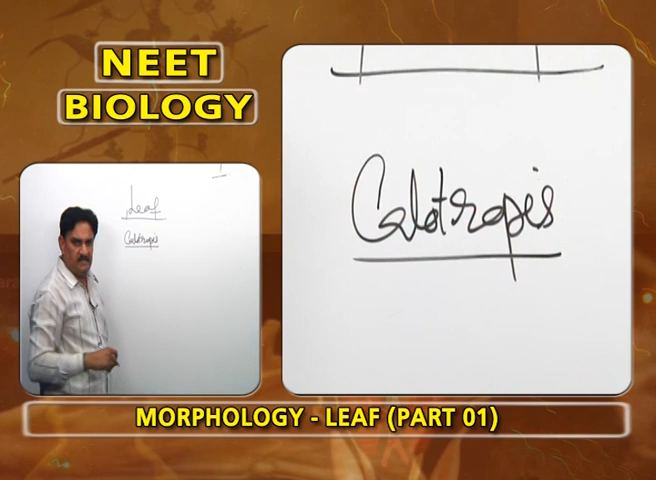 NEET
BIOLOGY
Leaf
Calotropis
Calotropis
MORPHOLOGY - LEAF (PART 01)